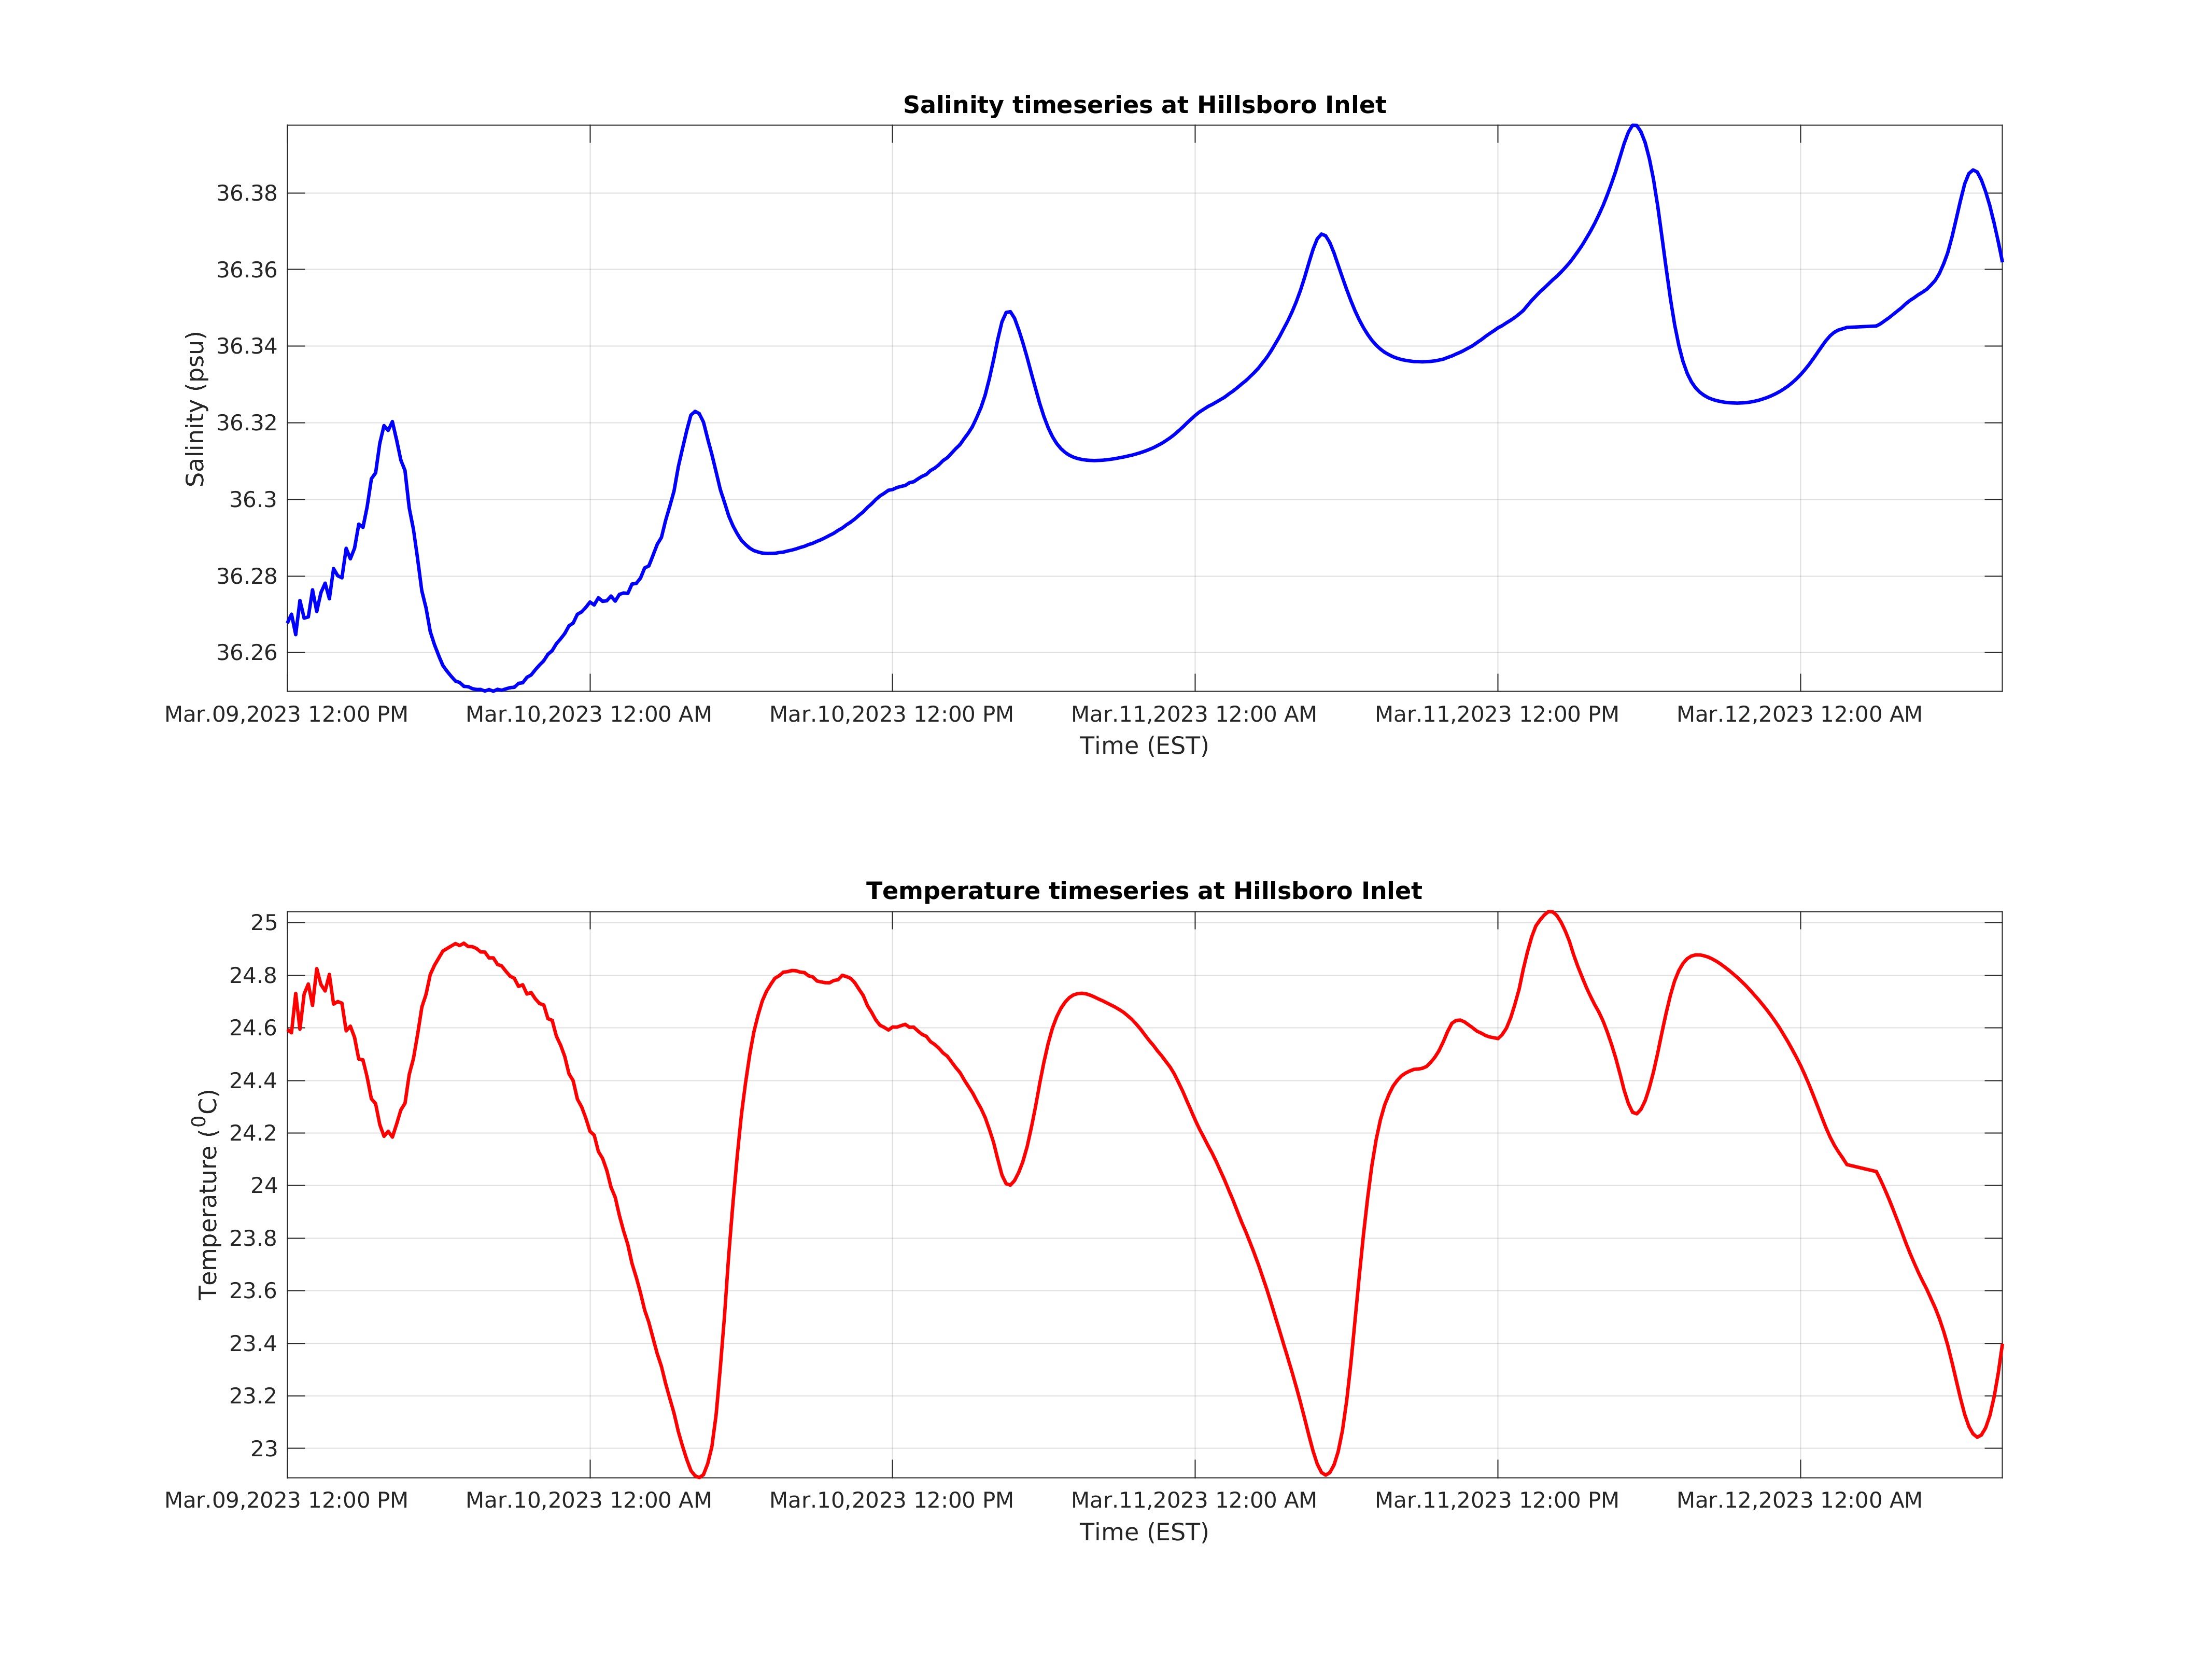 Salinity timeseries at Hillsboro Inlet
36.38
36.36
36.34
36.32
36.3
36.28
36.26
Salinity (psu)
Mar.09,2023 12:00 PM Mar.10,2023 12:00 AM Mar.10,2023 12:00 PM Mar.11,2023 12:00 AM Mar.11,2023 12:00 PM Mar.12,2023 12:00 AM
Time (EST)
Temperature timeseries at Hillsboro Inlet
25
24.8
24.6
24.4
24.2
24
23.8
23.6
23.4
23.2
23
Temperature (⁰C)
Mar.09,2023 12:00 PM Mar.10,2023 12:00 AM Mar.10,2023 12:00 PM Mar.11,2023 12:00 AM Mar.11,2023 12:00 PM Mar.12,2023 12:00 AM
Time (EST)